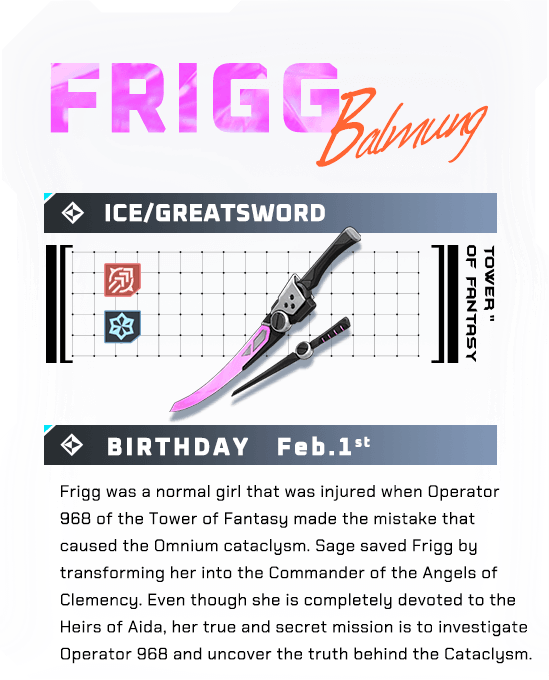 FRIGG
Balmung
ICE/GREATSWORD
TOWER"
OF FANTASY
BIRTHDAY Feb.1st
Frigg was a normal girl that was injured when Operator
968 of the Tower of Fantasy made the mistake that
caused the Omnium cataclysm. Sage saved Frigg by
transforming her into the Commander of the Angels of
Clemency. Even though she is completely devoted to the
Heirs of Aida, her true and secret mission is to investigate
Operator 968 and uncover the truth behind the Cataclysm.